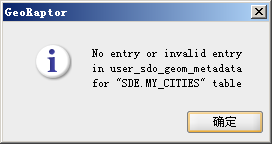 GeoRaptor
No entry or invalid entry
in user_sdo_geom_metadata
for "SDE.MY_CITIES" table
确定